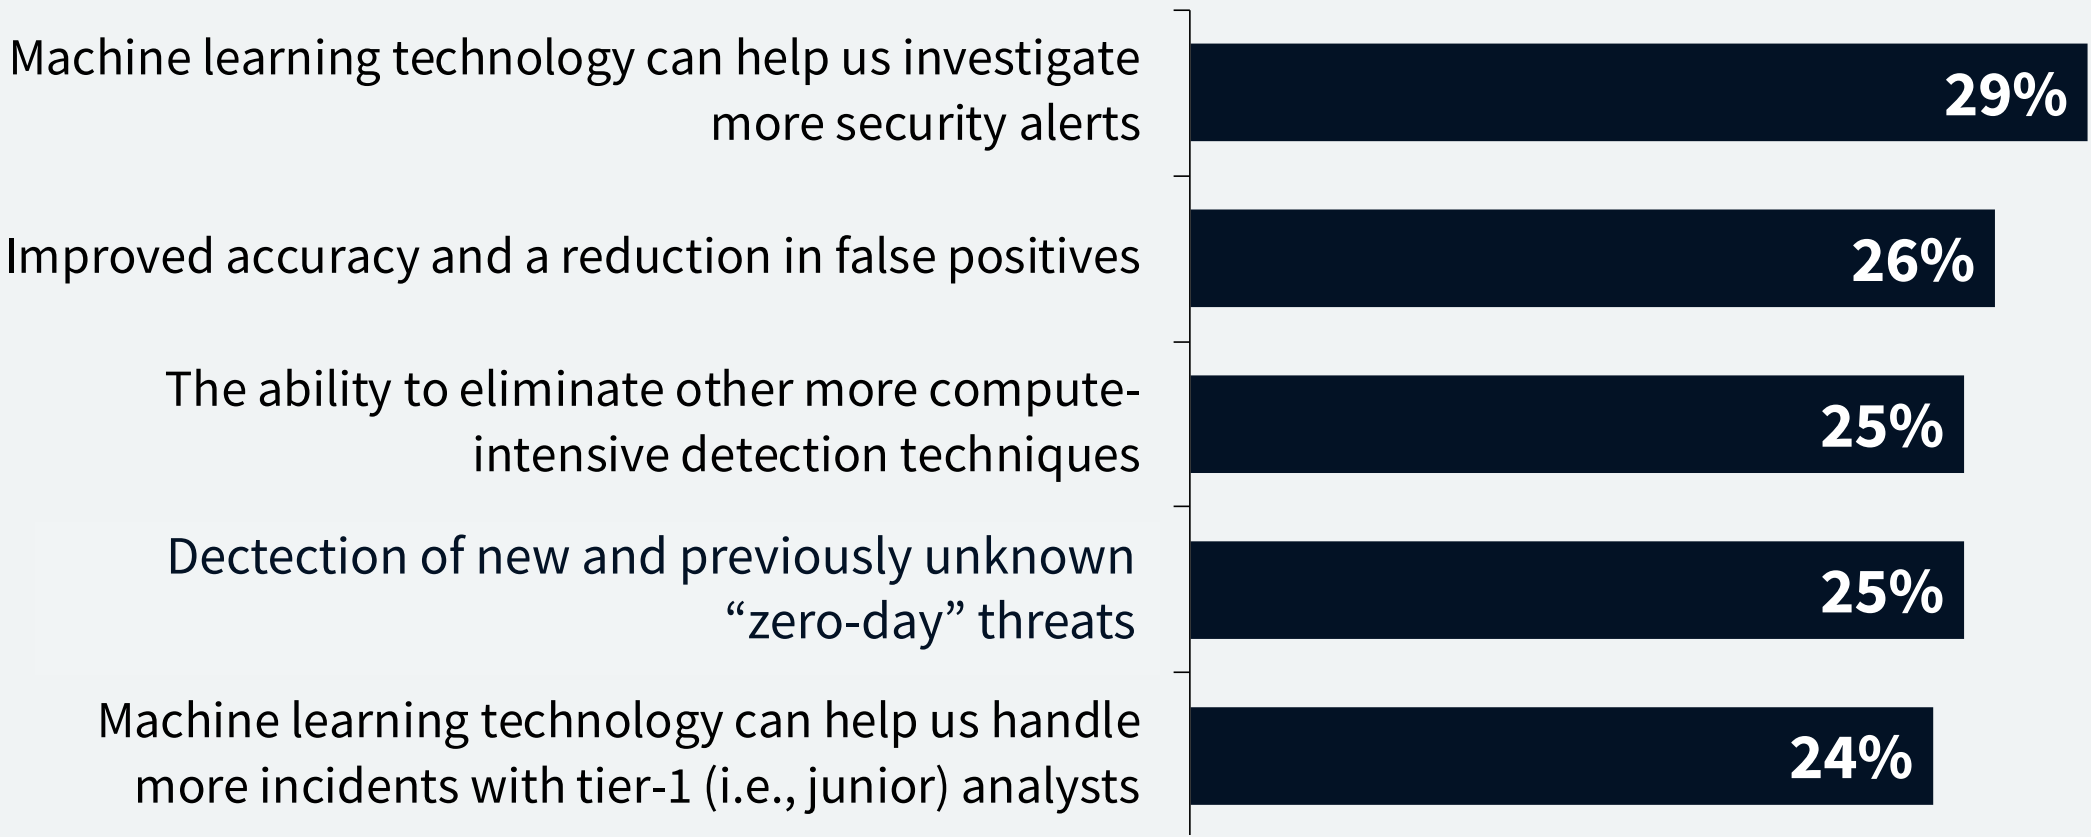 Machine learning technology can help us investigate
more security alerts
29%
Improved accuracy and a reduction in false positives
26%
The ability to eliminate other more compute-
intensive detection techniques
25%
Dectection of new and previously unknown
“zero-day” threats
25%
Machine learning technology can help us handle
more incidents with tier-1 (i.e., junior) analysts
24%